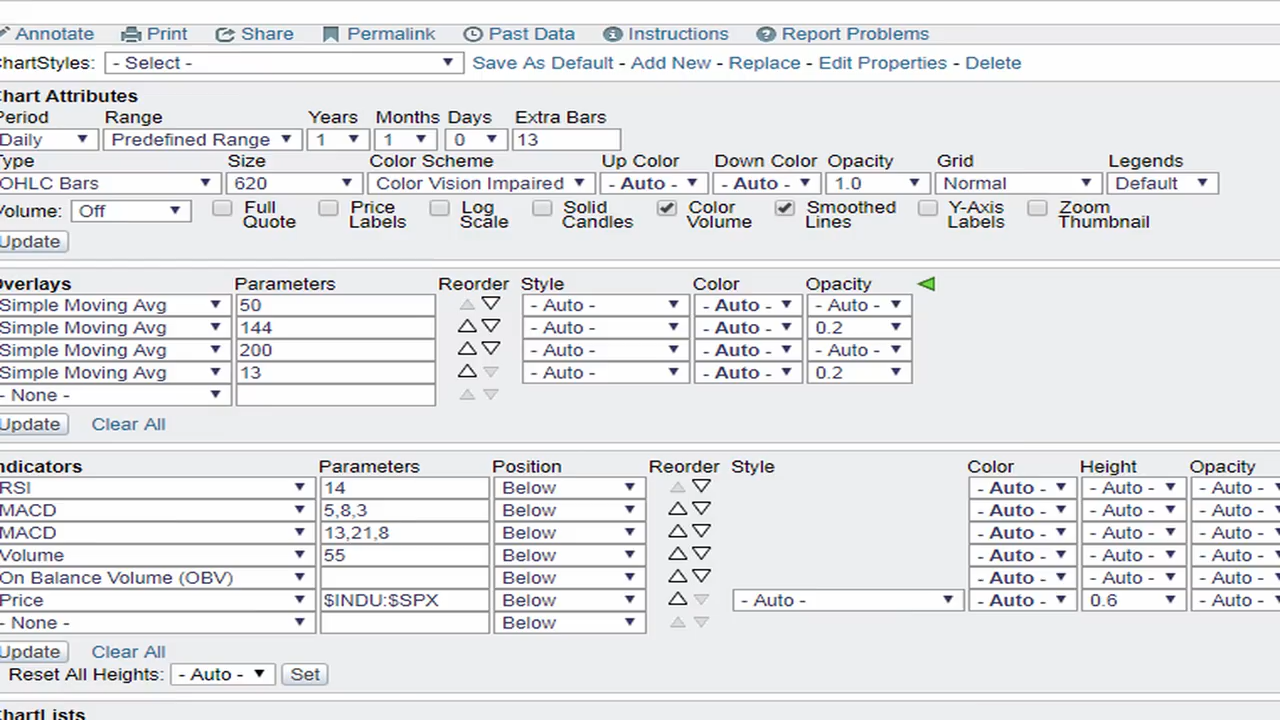 Annotate Print Share Permalink Past Data Instructions Report Problems
ChartStyles: - Select - Save As Default - Add New - Replace - Edit Properties - Delete
Chart Attributes
Period Range Years Months Days Extra Bars
Daily Predefined Range 1 1 0 13
Type Size Color Scheme Up Color Down Color Opacity Grid Legends
OHLC Bars 620 Color Vision Impaired - Auto - - Auto - 1.0 Normal Default
Volume: Off Full Quote Price Labels Log Scale Solid Candles Color Volume Smoothed Lines Y-Axis Labels Zoom Thumbnail
Update
Overlays Parameters Reorder Style Color Opacity
Simple Moving Avg 50 - Auto - - Auto - - Auto -
Simple Moving Avg 144 - Auto - - Auto - 0.2
Simple Moving Avg 200 - Auto - - Auto - - Auto -
Simple Moving Avg 13 - Auto - - Auto - 0.2
- None -
Update Clear All
Indicators Parameters Position Reorder Style Color Height Opacity
RSI 14 Below - Auto - - Auto - - Auto -
MACD 5,8,3 Below - Auto - - Auto - - Auto -
MACD 13,21,8 Below - Auto - - Auto - - Auto -
Volume 55 Below - Auto - - Auto - - Auto -
On Balance Volume (OBV) Below - Auto - - Auto - - Auto -
Price $INDU:$SPX Below - Auto - - Auto - 0.6 - Auto -
- None - Below
Update Clear All
Reset All Heights: - Auto - Set
ChartLists